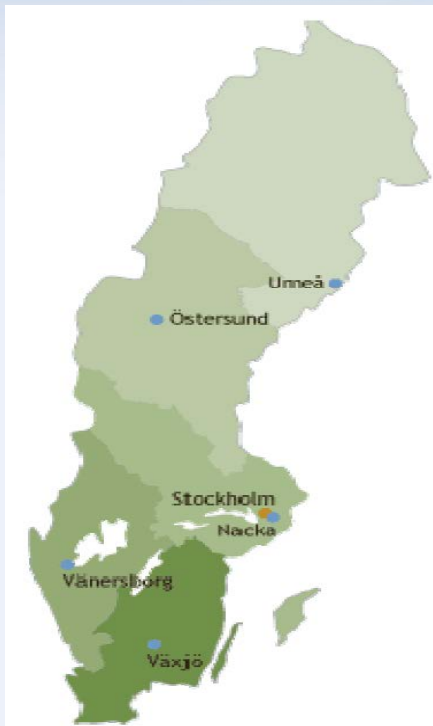 Umeå
Östersund
Stockholm
Nacka
Vänersborg
Växjö